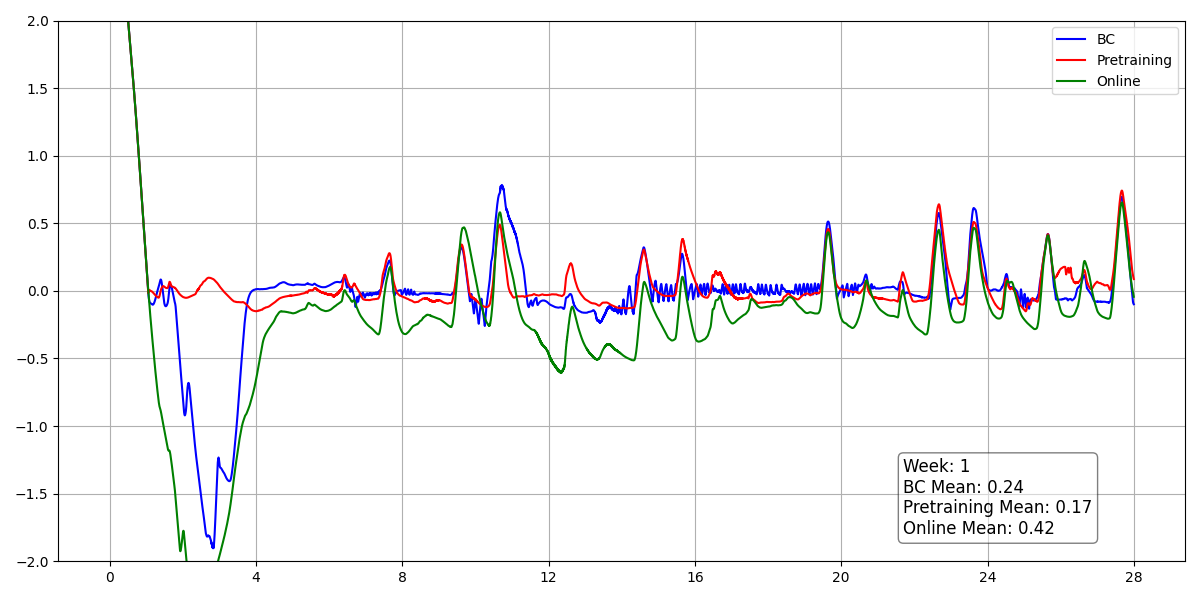 2.0
1.5
1.0
0.5
0.0
−0.5
−1.0
−1.5
−2.0
0 4 8 12 16 20 24 28
BC
Pretraining
Online
Week: 1
BC Mean: 0.24
Pretraining Mean: 0.17
Online Mean: 0.42